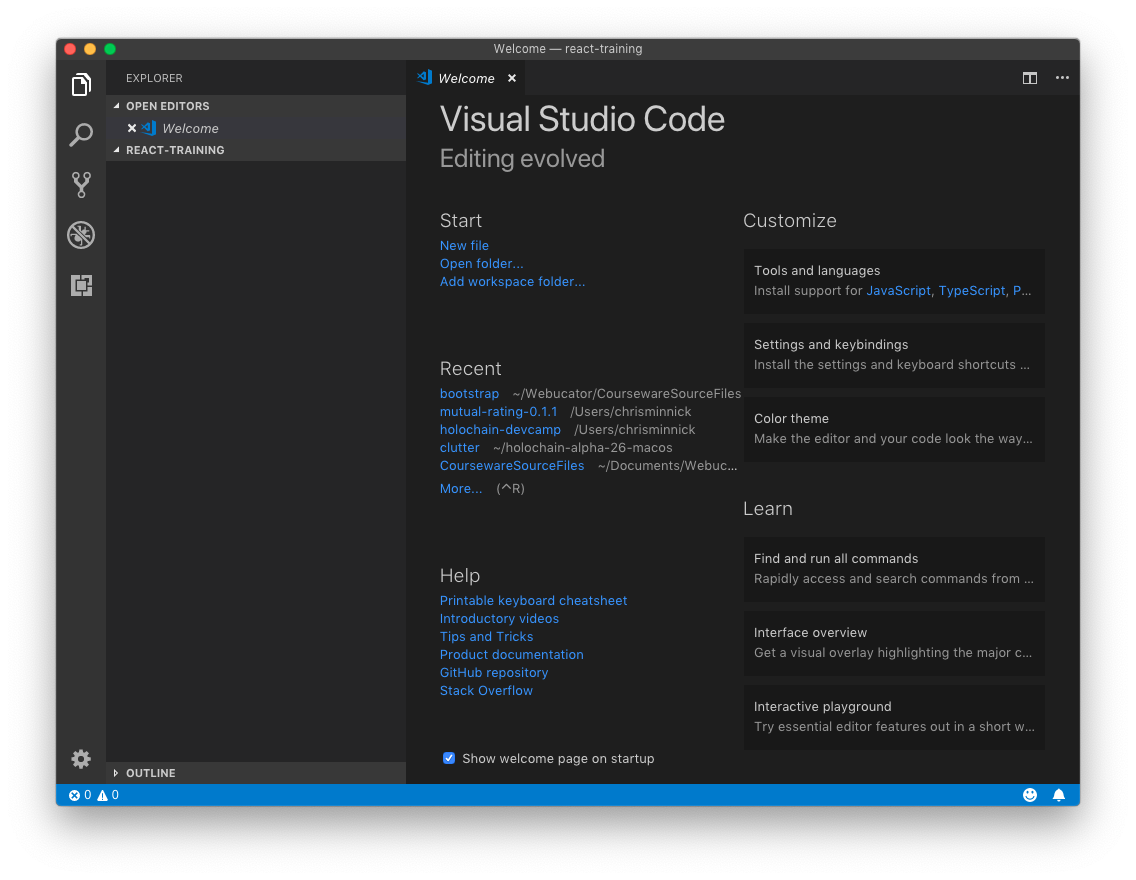 Welcome — react-training
EXPLORER
OPEN EDITORS
Welcome
REACT-TRAINING
OUTLINE
Welcome
Visual Studio Code
Editing evolved
Start
New file
Open folder...
Add workspace folder...
Recent
bootstrap ~/Webucator/CoursewareSourceFiles
mutual-rating-0.1.1 /Users/chrisminnick
holochain-devcamp /Users/chrisminnick
clutter ~/holochain-alpha-26-macos
CoursewareSourceFiles ~/Documents/Webuc...
More... (^R)
Help
Printable keyboard cheatsheet
Introductory videos
Tips and Tricks
Product documentation
GitHub repository
Stack Overflow
Show welcome page on startup
Customize
Tools and languages
Install support for JavaScript, TypeScript, P...
Settings and keybindings
Install the settings and keyboard shortcuts ...
Color theme
Make the editor and your code look the way...
Learn
Find and run all commands
Rapidly access and search commands from ...
Interface overview
Get a visual overlay highlighting the major c...
Interactive playground
Try essential editor features out in a short w...
0 0